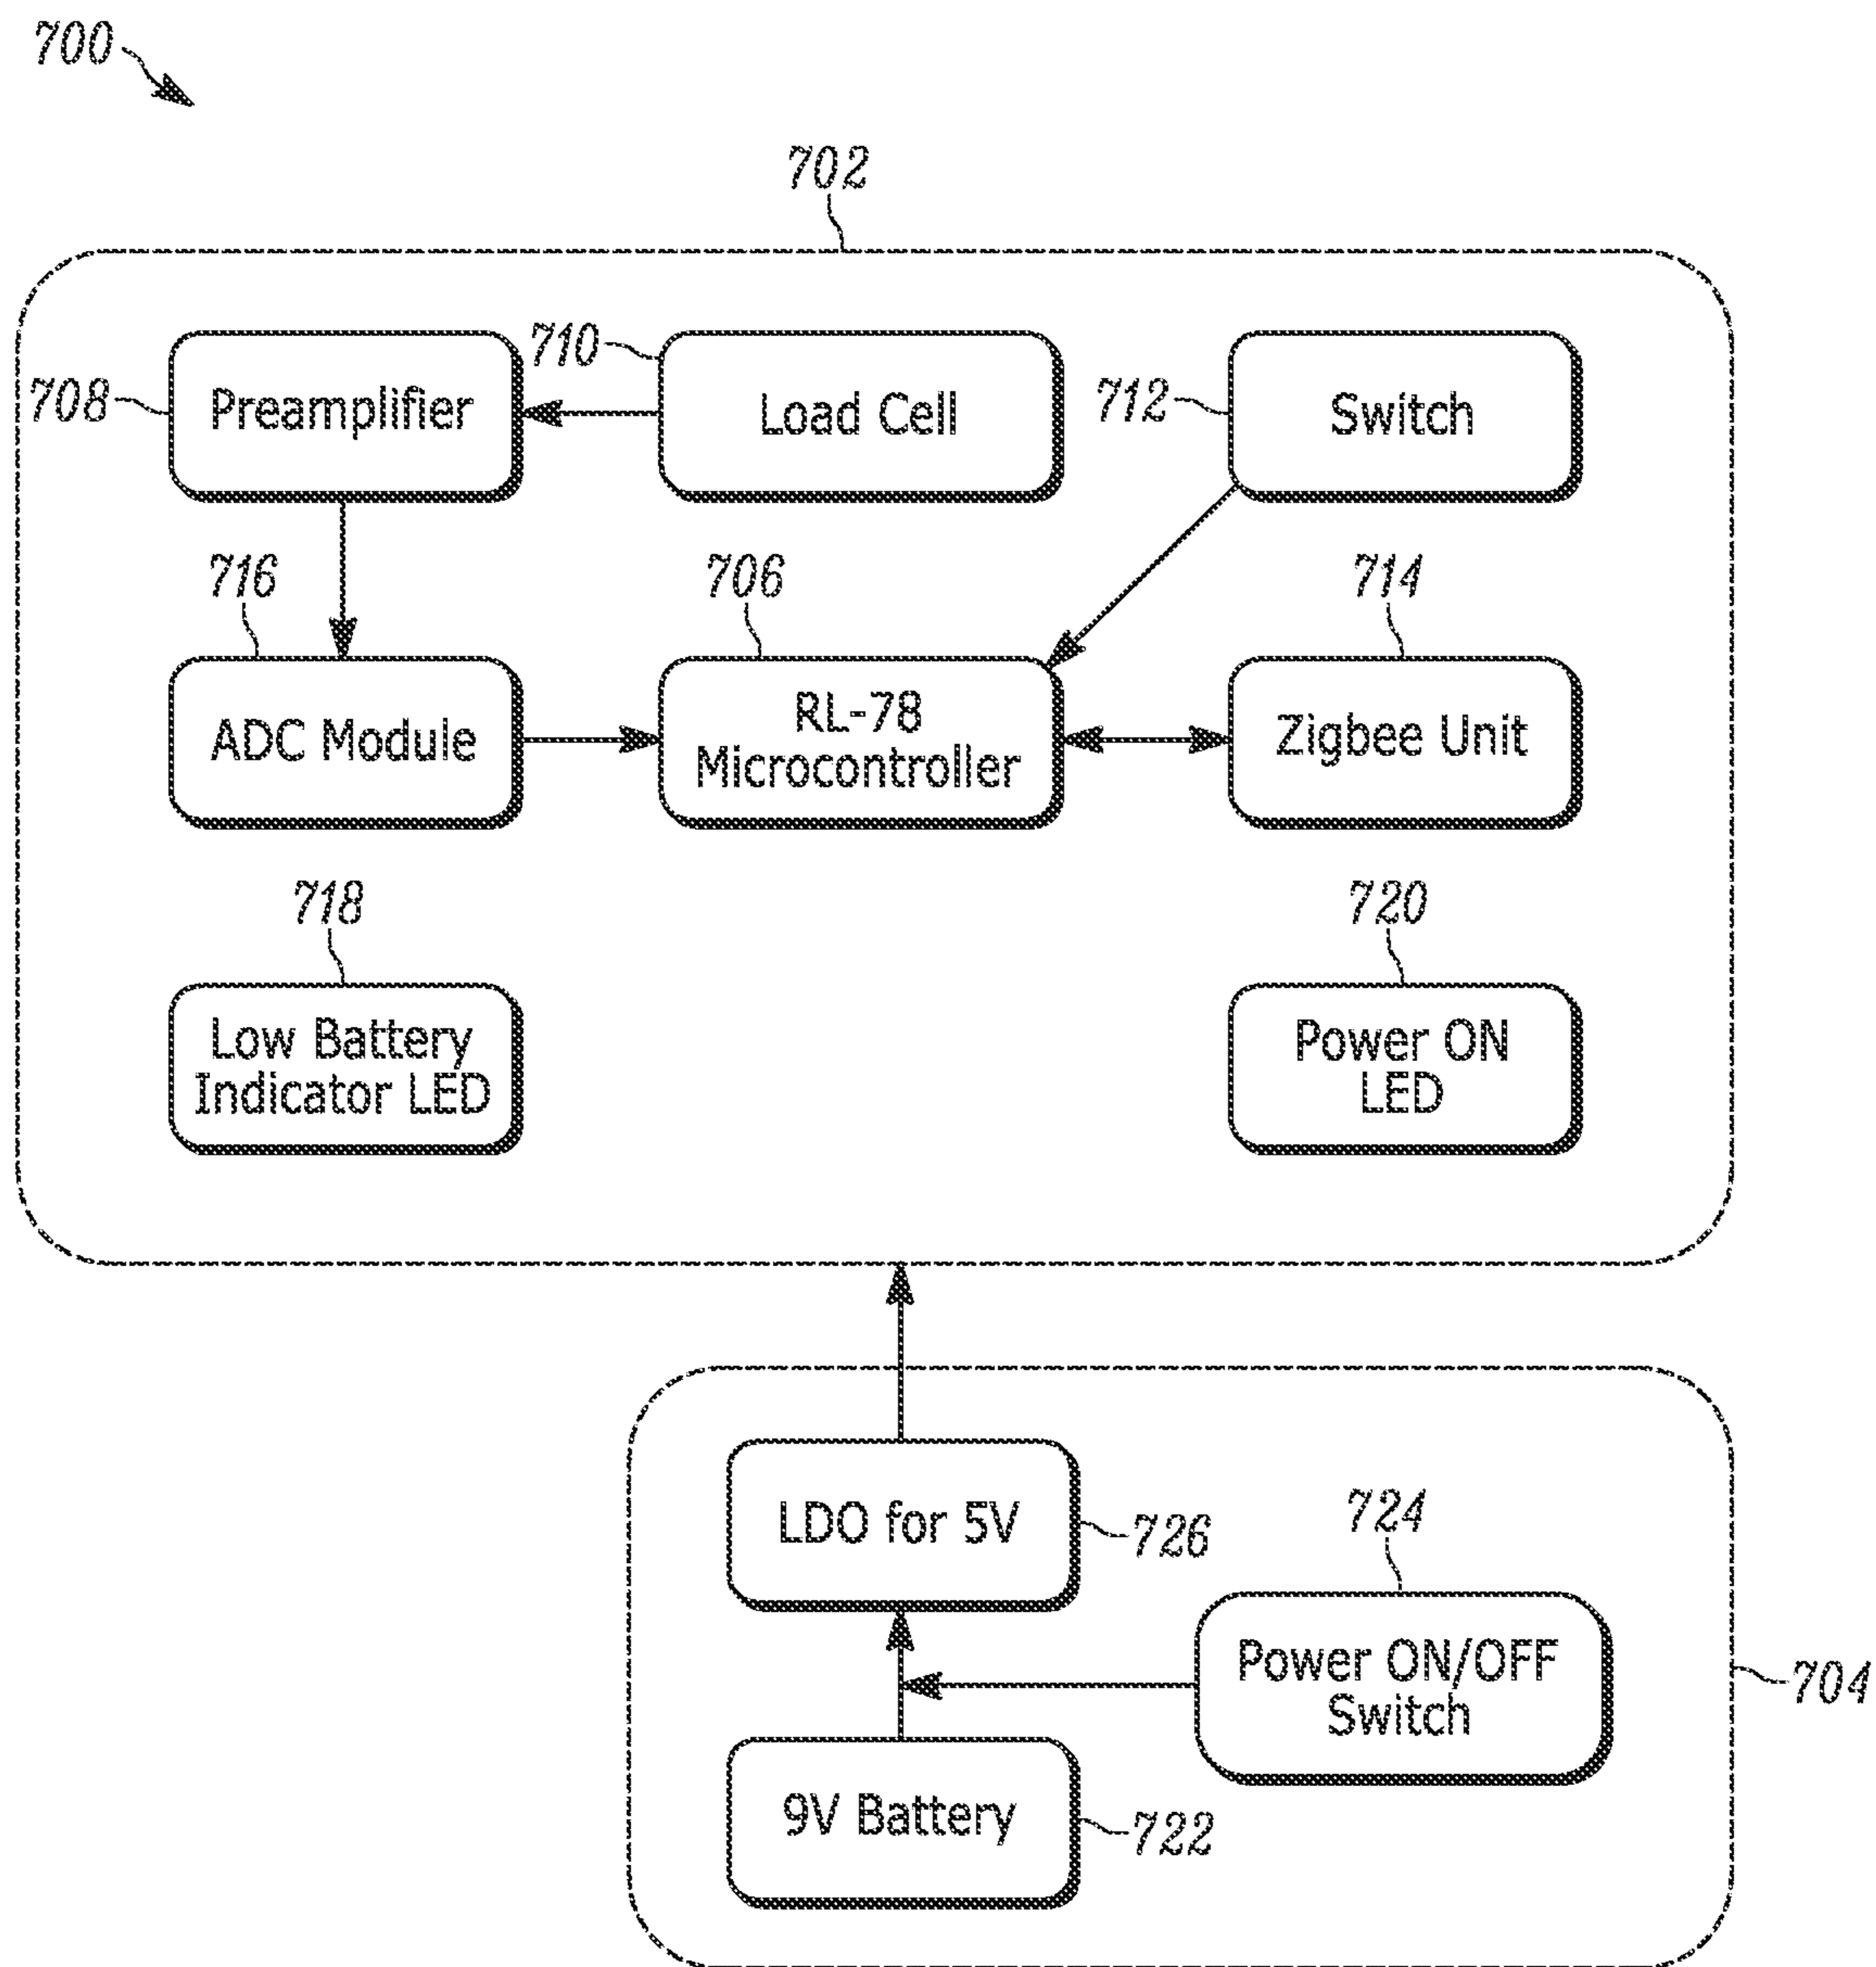 700
702
710
708
Preamplifier
Load Cell
712
Switch
716
706
714
ADC Module
RL-78
Microcontroller
Zigbee Unit
718
720
Low Battery
Indicator LED
Power ON
LED
LDO for 5V
726
724
Power ON/OFF
Switch
704
9V Battery
722